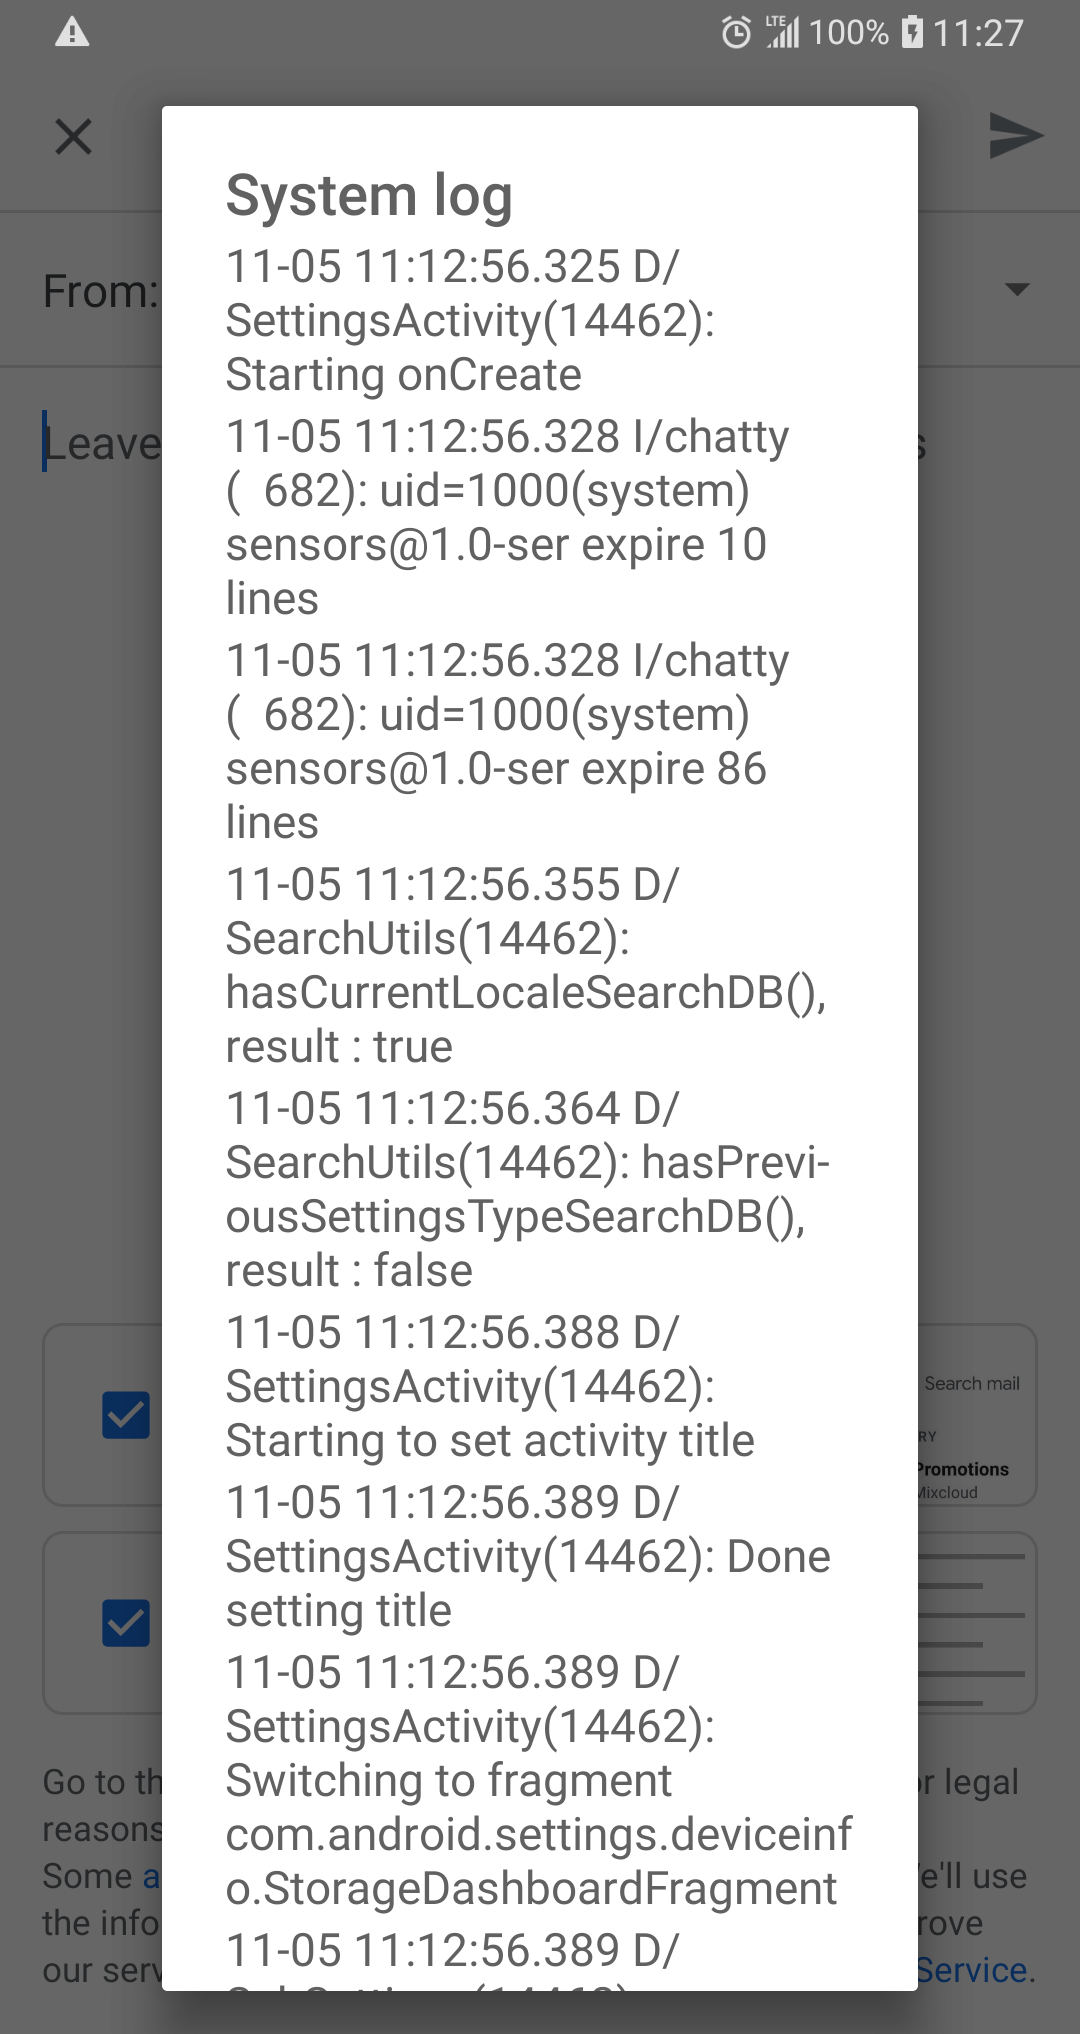 LTE 100% 11:27
System log
From:
Leave
11-05 11:12:56.325 D/
SettingsActivity(14462):
Starting onCreate
11-05 11:12:56.328 I/chatty
(  682): uid=1000(system)
sensors@1.0-ser expire 10
lines
11-05 11:12:56.328 I/chatty
(  682): uid=1000(system)
sensors@1.0-ser expire 86
lines
11-05 11:12:56.355 D/
SearchUtils(14462):
hasCurrentLocaleSearchDB(),
result : true
11-05 11:12:56.364 D/
SearchUtils(14462): hasPrevi-
ousSettingsTypeSearchDB(),
result : false
11-05 11:12:56.388 D/
SettingsActivity(14462):
Starting to set activity title
11-05 11:12:56.389 D/
SettingsActivity(14462): Done
setting title
11-05 11:12:56.389 D/
SettingsActivity(14462):
Switching to fragment
com.android.settings.deviceinf
o.StorageDashboardFragment
11-05 11:12:56.389 D/
Search mail
RY
Promotions
Mixcloud
Go to th
r legal
reasons
Some a
e'll use
the info
rove
our serv
Service.